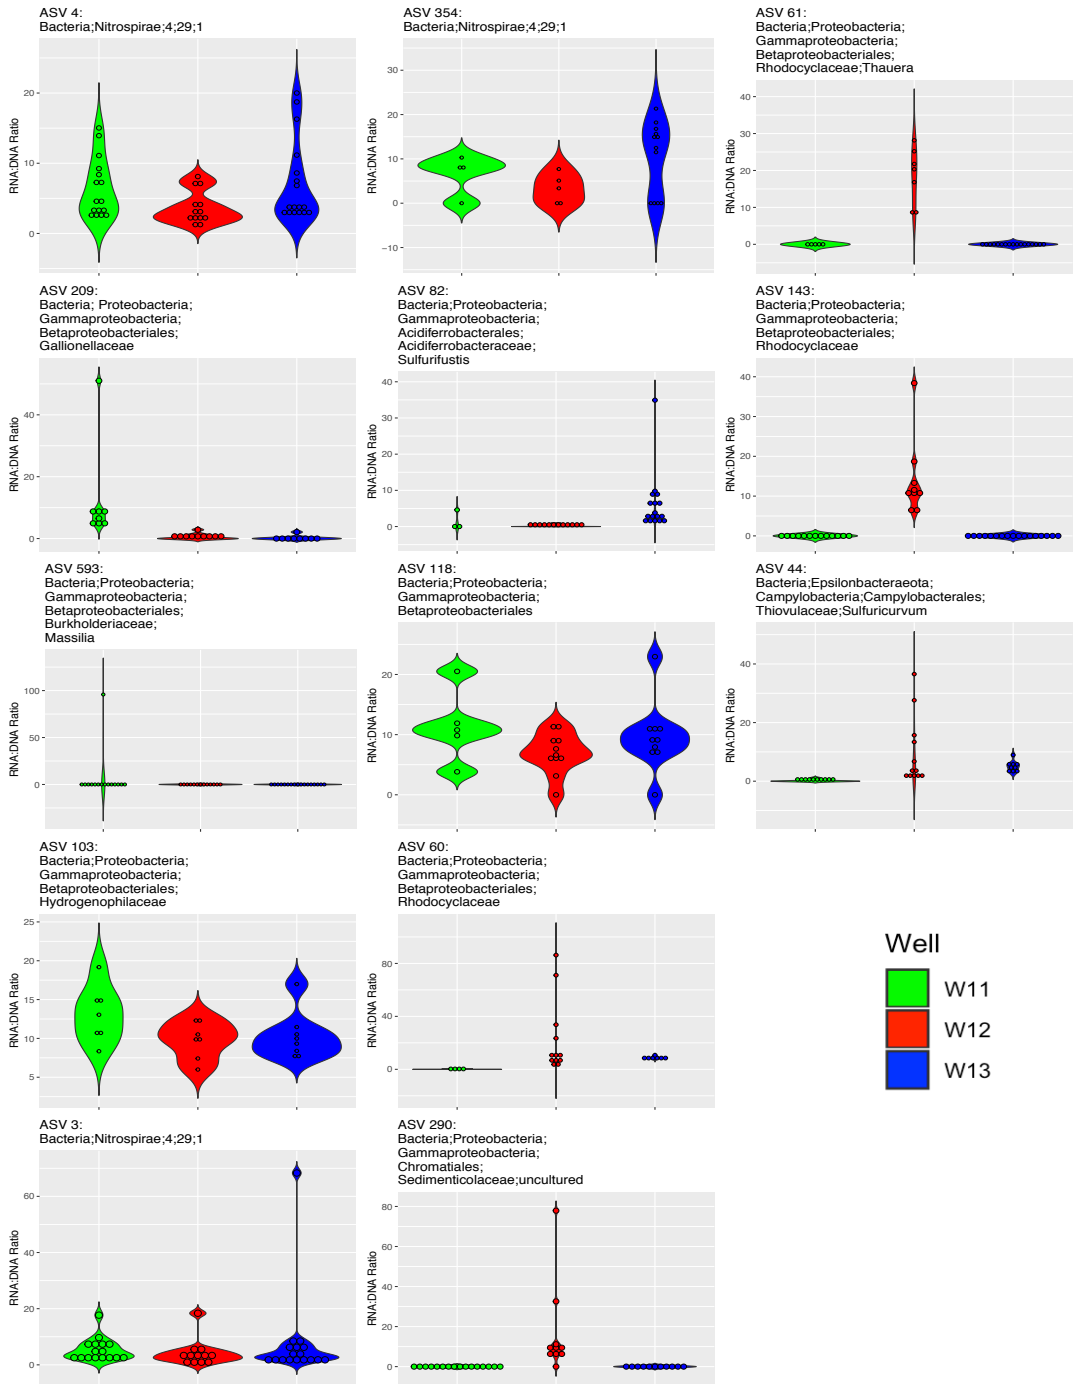 ASV 4:
Bacteria;Nitrospirae;4;29;1
RNA:DNA Ratio
20
10
0
ASV 354:
Bacteria;Nitrospirae;4;29;1
RNA:DNA Ratio
30
20
10
0
−10
ASV 61:
Bacteria;Proteobacteria;
Gammaproteobacteria;
Betaproteobacteriales;
Rhodocyclaceae;Thauera
RNA:DNA Ratio
40
30
20
10
0
ASV 209:
Bacteria; Proteobacteria;
Gammaproteobacteria;
Betaproteobacteriales;
Gallionellaceae
RNA:DNA Ratio
40
20
0
ASV 82:
Bacteria;Proteobacteria;
Gammaproteobacteria;
Acidiferrobacterales;
Acidiferrobacteraceae;
Sulfurifustis
RNA:DNA Ratio
40
30
20
10
0
ASV 143:
Bacteria;Proteobacteria;
Gammaproteobacteria;
Betaproteobacteriales;
Rhodocyclaceae
RNA:DNA Ratio
40
30
20
10
0
ASV 593:
Bacteria;Proteobacteria;
Gammaproteobacteria;
Betaproteobacteriales;
Burkholderiaceae;
Massilia
RNA:DNA Ratio
100
50
0
ASV 118:
Bacteria;Proteobacteria;
Gammaproteobacteria;
Betaproteobacteriales
RNA:DNA Ratio
20
10
0
ASV 44:
Bacteria;Epsilonbacteraeota;
Campylobacteria;Campylobacterales;
Thiovulaceae;Sulfuricurvum
RNA:DNA Ratio
40
20
0
ASV 103:
Bacteria;Proteobacteria;
Gammaproteobacteria;
Betaproteobacteriales;
Hydrogenophilaceae
RNA:DNA Ratio
25
20
15
10
5
ASV 60:
Bacteria;Proteobacteria;
Gammaproteobacteria;
Betaproteobacteriales;
Rhodocyclaceae
RNA:DNA Ratio
80
40
0
Well
W11
W12
W13
ASV 3:
Bacteria;Nitrospirae;4;29;1
RNA:DNA Ratio
60
40
20
0
ASV 290:
Bacteria;Proteobacteria;
Gammaproteobacteria;
Chromatiales;
Sedimenticolaceae;uncultured
RNA:DNA Ratio
80
60
40
20
0